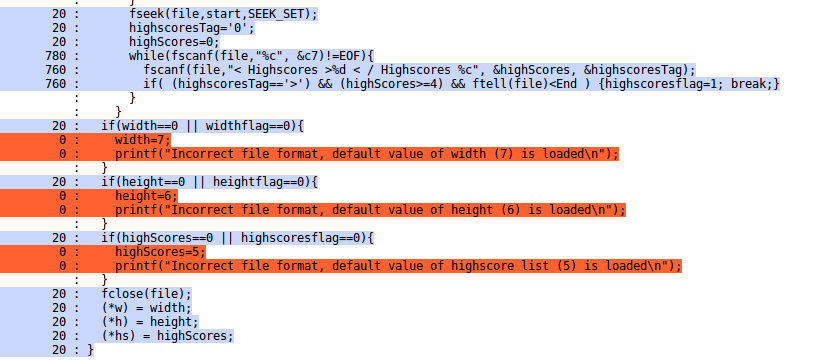 : }
20 : fseek(file,start,SEEK_SET);
20 : highscoresTag='0';
20 : highScores=0;
780 : while(fscanf(file,"%c", &c7)!=EOF){
760 : fscanf(file,"< Highscores >%d < / Highscores %c", &highScores, &highscoresTag);
760 : if( (highscoresTag=='>') && (highScores>=4) && ftell(file)<End ) {highscoresflag=1; break;}
: }
: }
20 : if(width==0 || widthflag==0){
0 : width=7;
0 : printf("Incorrect file format, default value of width (7) is loaded\n");
: }
20 : if(height==0 || heightflag==0){
0 : height=6;
0 : printf("Incorrect file format, default value of height (6) is loaded\n");
: }
20 : if(highScores==0 || highscoresflag==0){
0 : highScores=5;
0 : printf("Incorrect file format, default value of highscore list (5) is loaded\n");
: }
20 : fclose(file);
20 : (*w) = width;
20 : (*h) = height;
20 : (*hs) = highScores;
20 : }